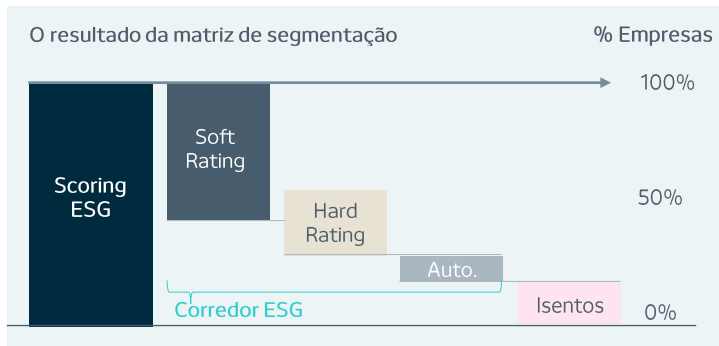 O resultado da matriz de segmentação
% Empresas
100%
Soft
Rating
Scoring
ESG
50%
Hard
Rating
Auto.
Corredor ESG
Isentos
0%